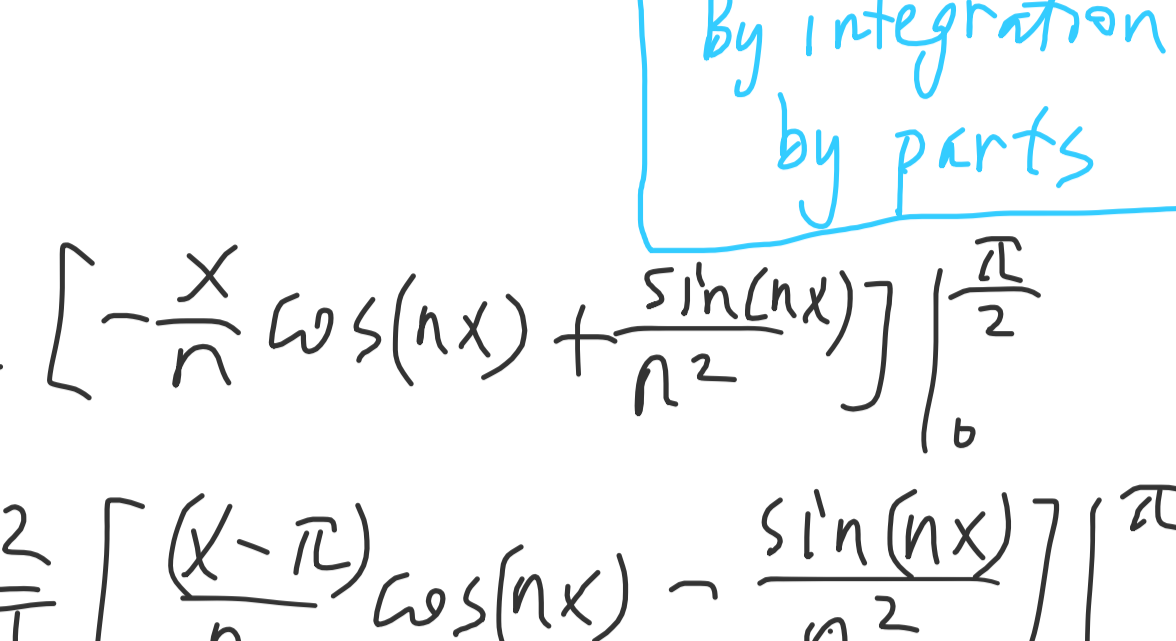 By integration
by parts
[-x/n cos(nx) + sin(nx)/n²] |₀^(π/2)
2/π [(x-π)/n cos(nx) - sin(nx)/n²] |^π